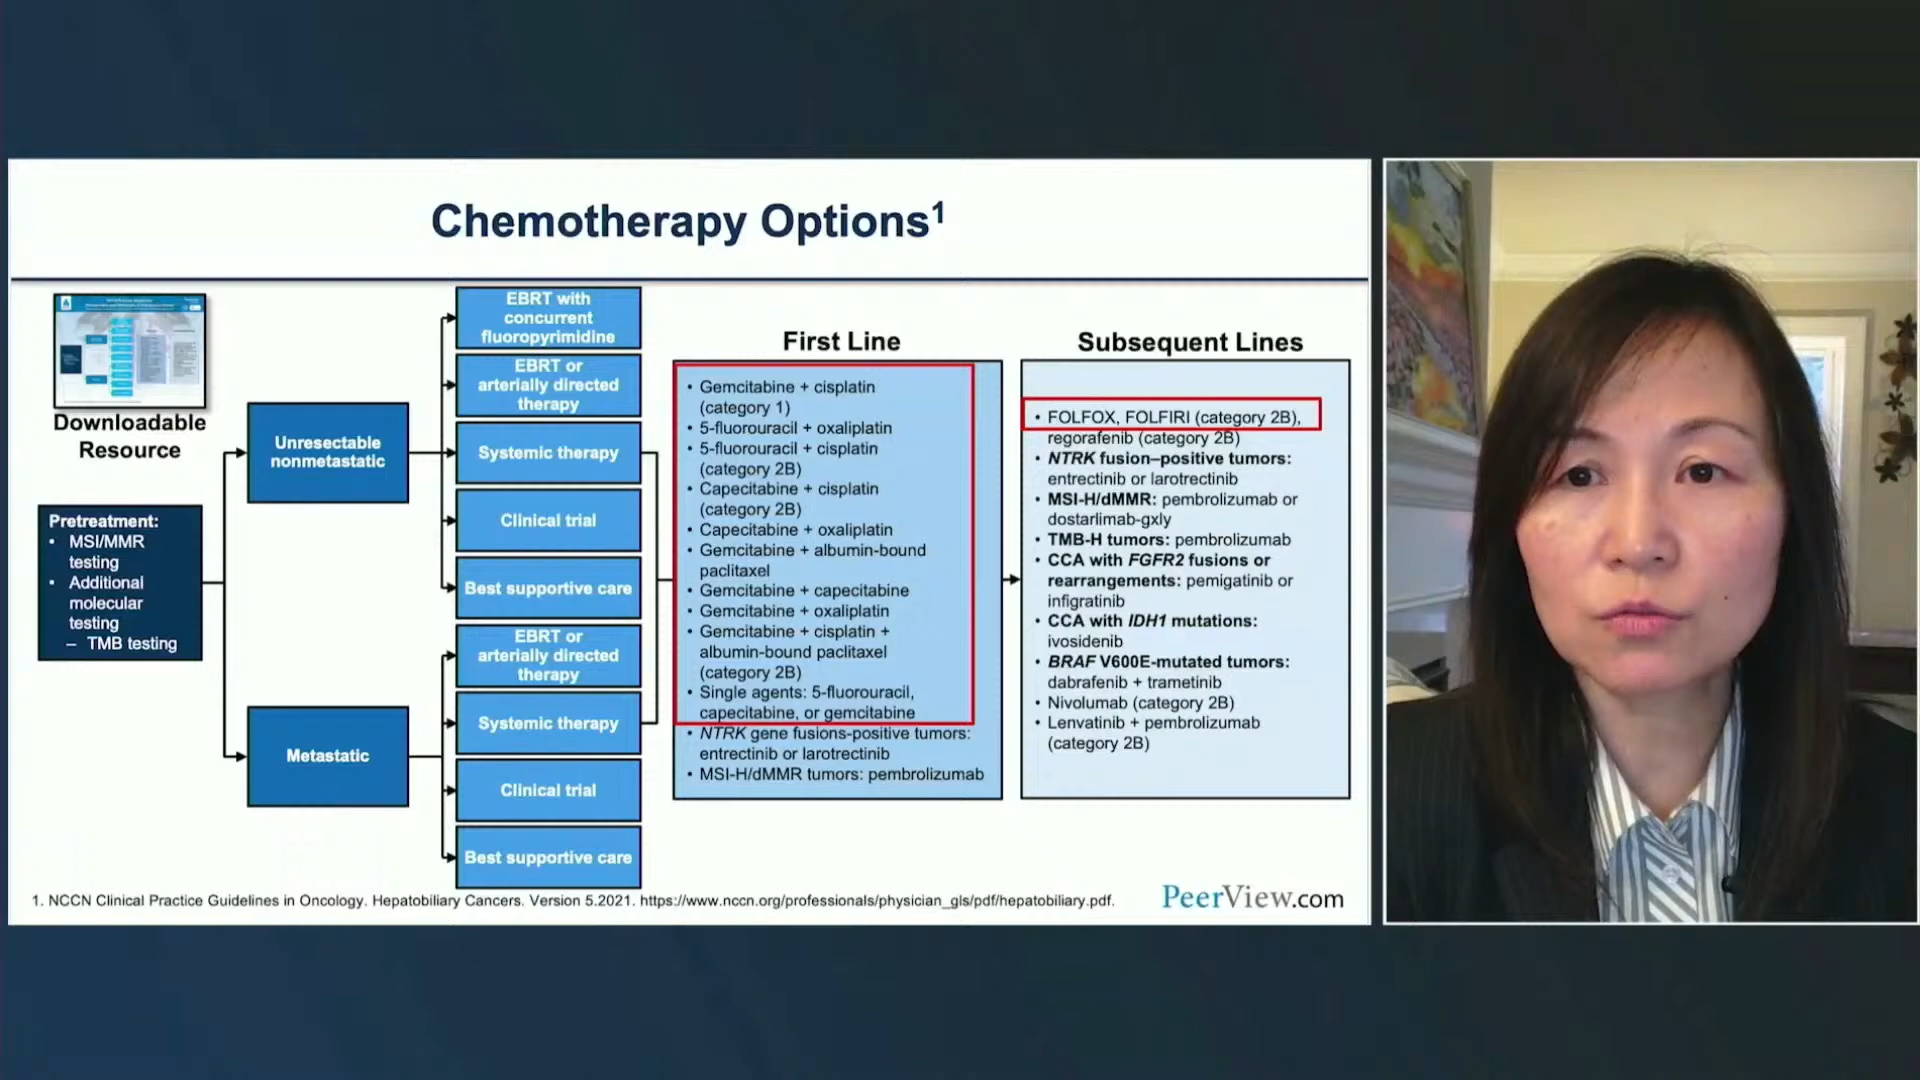 Chemotherapy Options1
Downloadable
Resource
Pretreatment:
• MSI/MMR
testing
• Additional
molecular
testing
– TMB testing
Unresectable
nonmetastatic
Metastatic
EBRT with
concurrent
fluoropyrimidine
EBRT or
arterially directed
therapy
Systemic therapy
Clinical trial
Best supportive care
EBRT or
arterially directed
therapy
Systemic therapy
Clinical trial
Best supportive care
First Line
• Gemcitabine + cisplatin
(category 1)
• 5-fluorouracil + oxaliplatin
• 5-fluorouracil + cisplatin
(category 2B)
• Capecitabine + cisplatin
(category 2B)
• Capecitabine + oxaliplatin
• Gemcitabine + albumin-bound
paclitaxel
• Gemcitabine + capecitabine
• Gemcitabine + oxaliplatin
• Gemcitabine + cisplatin +
albumin-bound paclitaxel
(category 2B)
• Single agents: 5-fluorouracil,
capecitabine, or gemcitabine
• NTRK gene fusions-positive tumors:
entrectinib or larotrectinib
• MSI-H/dMMR tumors: pembrolizumab
Subsequent Lines
• FOLFOX, FOLFIRI (category 2B),
regorafenib (category 2B)
• NTRK fusion–positive tumors:
entrectinib or larotrectinib
• MSI-H/dMMR: pembrolizumab or
dostarlimab-gxly
• TMB-H tumors: pembrolizumab
• CCA with FGFR2 fusions or
rearrangements: pemigatinib or
infigratinib
• CCA with IDH1 mutations:
ivosidenib
• BRAF V600E-mutated tumors:
dabrafenib + trametinib
• Nivolumab (category 2B)
• Lenvatinib + pembrolizumab
(category 2B)
1. NCCN Clinical Practice Guidelines in Oncology. Hepatobiliary Cancers. Version 5.2021. https://www.nccn.org/professionals/physician_gls/pdf/hepatobiliary.pdf.
PeerView.com